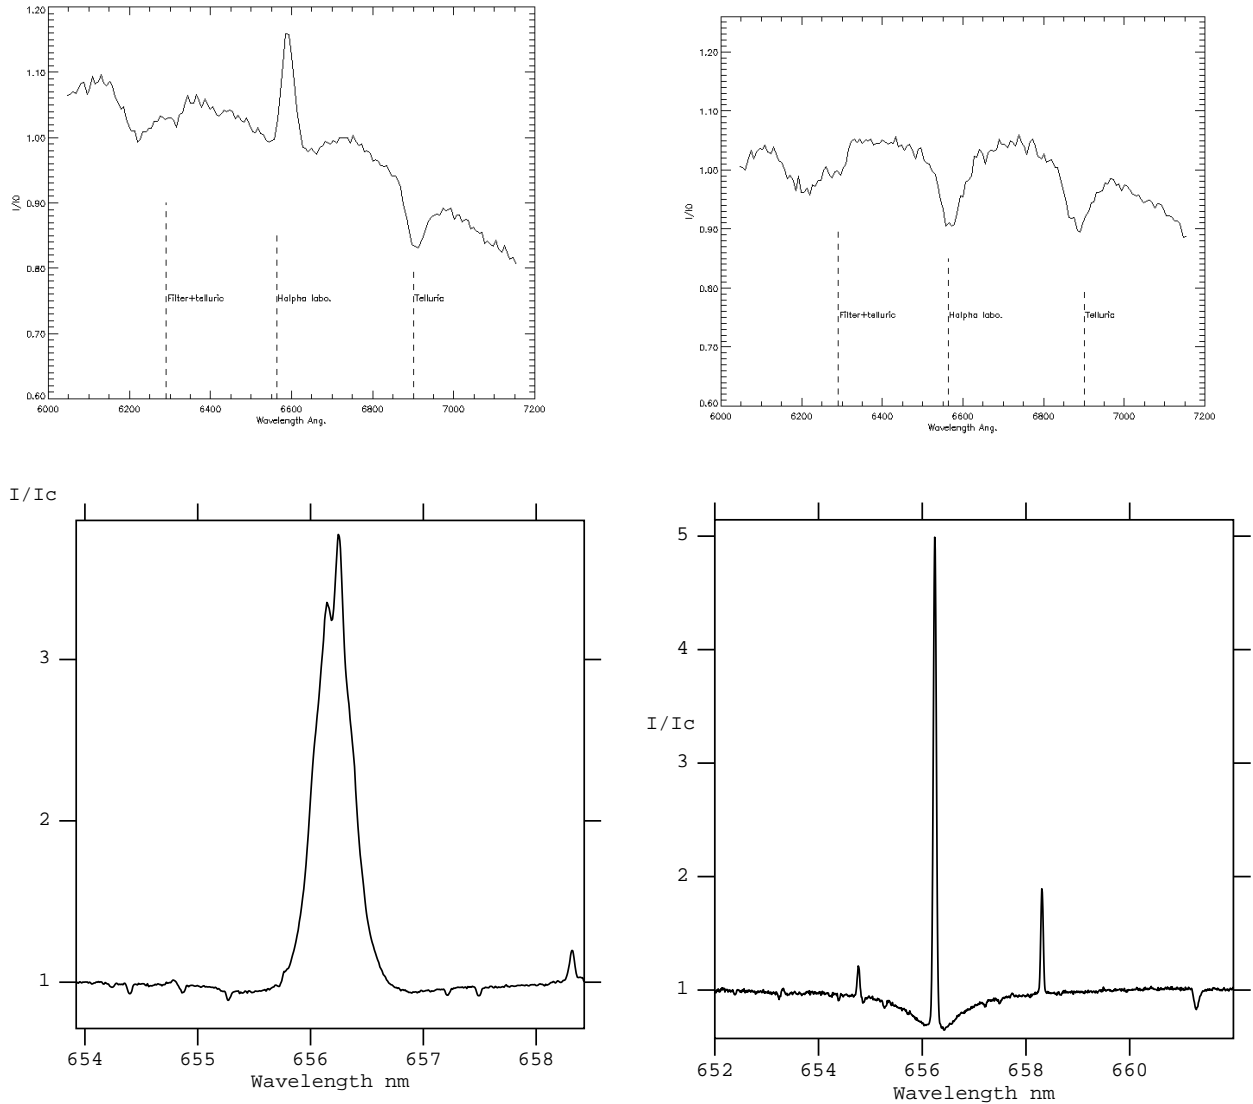 1.20
1.10
1.00
0.90
0.80
0.70
0.60
I/I0
Filter+telluric
Halpha labo.
Telluric
6000 6200 6400 6600 6800 7000 7200
Wavelength Ang.
1.20
1.10
1.00
0.90
0.80
0.70
0.60
I/I0
Filter+telluric
Halpha labo.
Telluric
6000 6200 6400 6600 6800 7000 7200
Wavelength Ang.
I/Ic
3
2
1
654 655 656 657 658
Wavelength nm
5
4
I/Ic
3
2
1
652 654 656 658 660
Wavelength nm